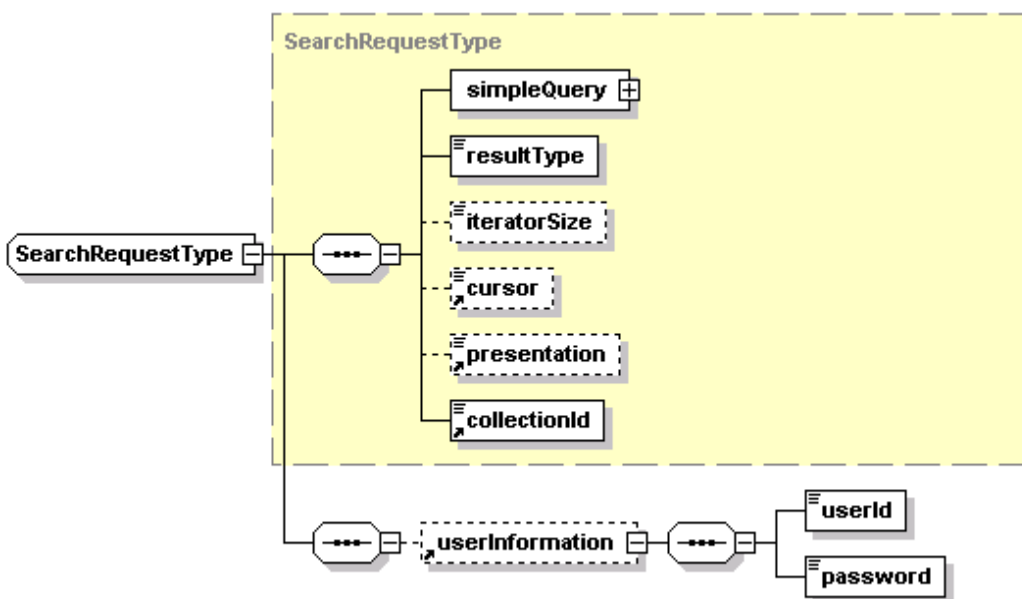 SearchRequestType
simpleQuery
resultType
iteratorSize
SearchRequestType
cursor
presentation
collectionId
userInformation
userId
password